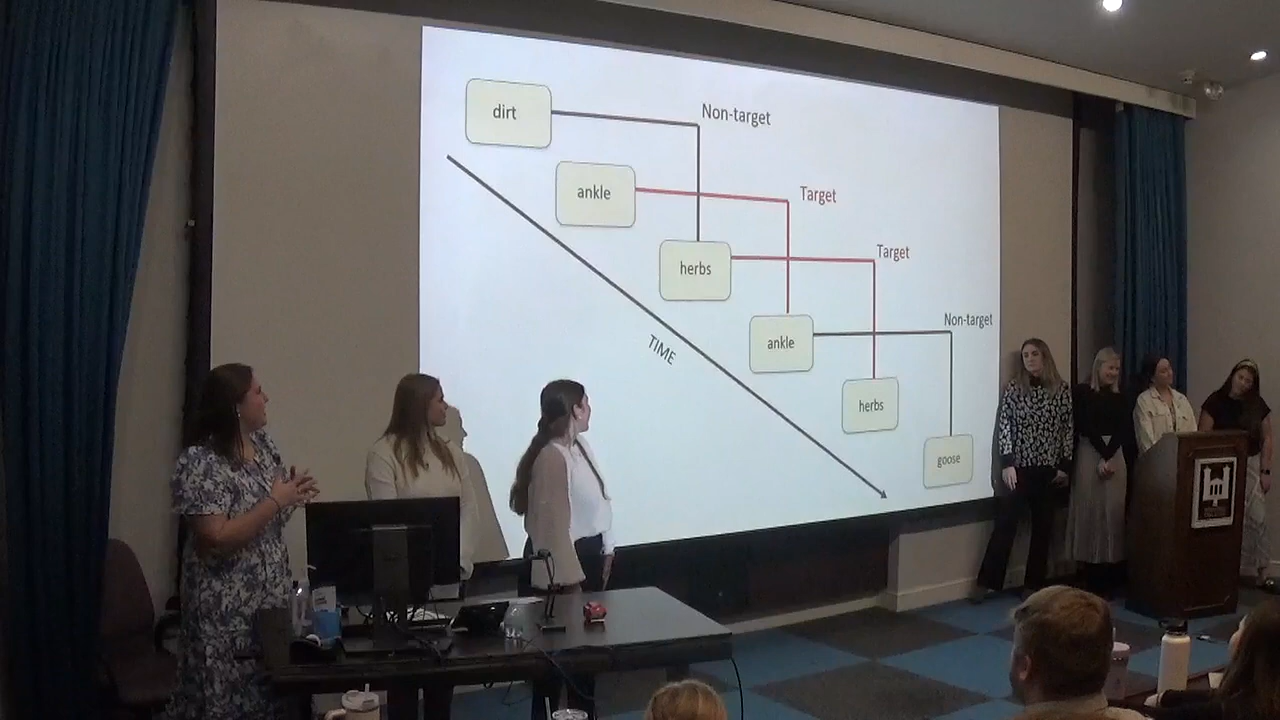 dirt
Non-target
ankle
Target
herbs
Target
ankle
Non-target
TIME
herbs
goose